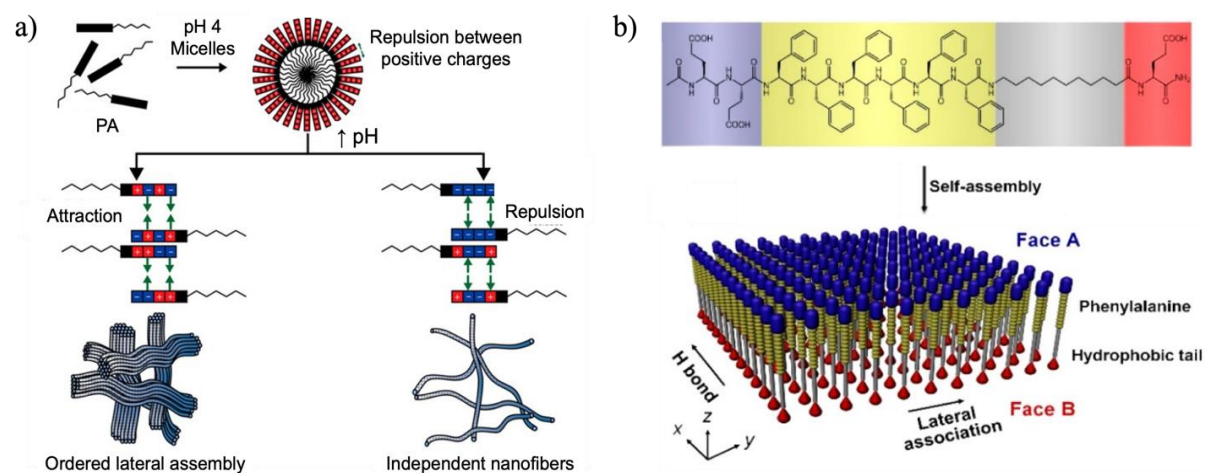 a)
pH 4
Micelles
PA
Repulsion between
positive charges
↑ pH
Attraction
+ − + −
− + − +
+ + − −
− − + +
Repulsion
− − − −
− − − −
+ − − +
+ − − +
Ordered lateral assembly
Independent nanofibers
b)
COOH
COOH
COOH
O
N
H
NH₂
Self-assembly
Face A
Phenylalanine
Hydrophobic tail
H bond
Face B
Lateral
association
x
z
y